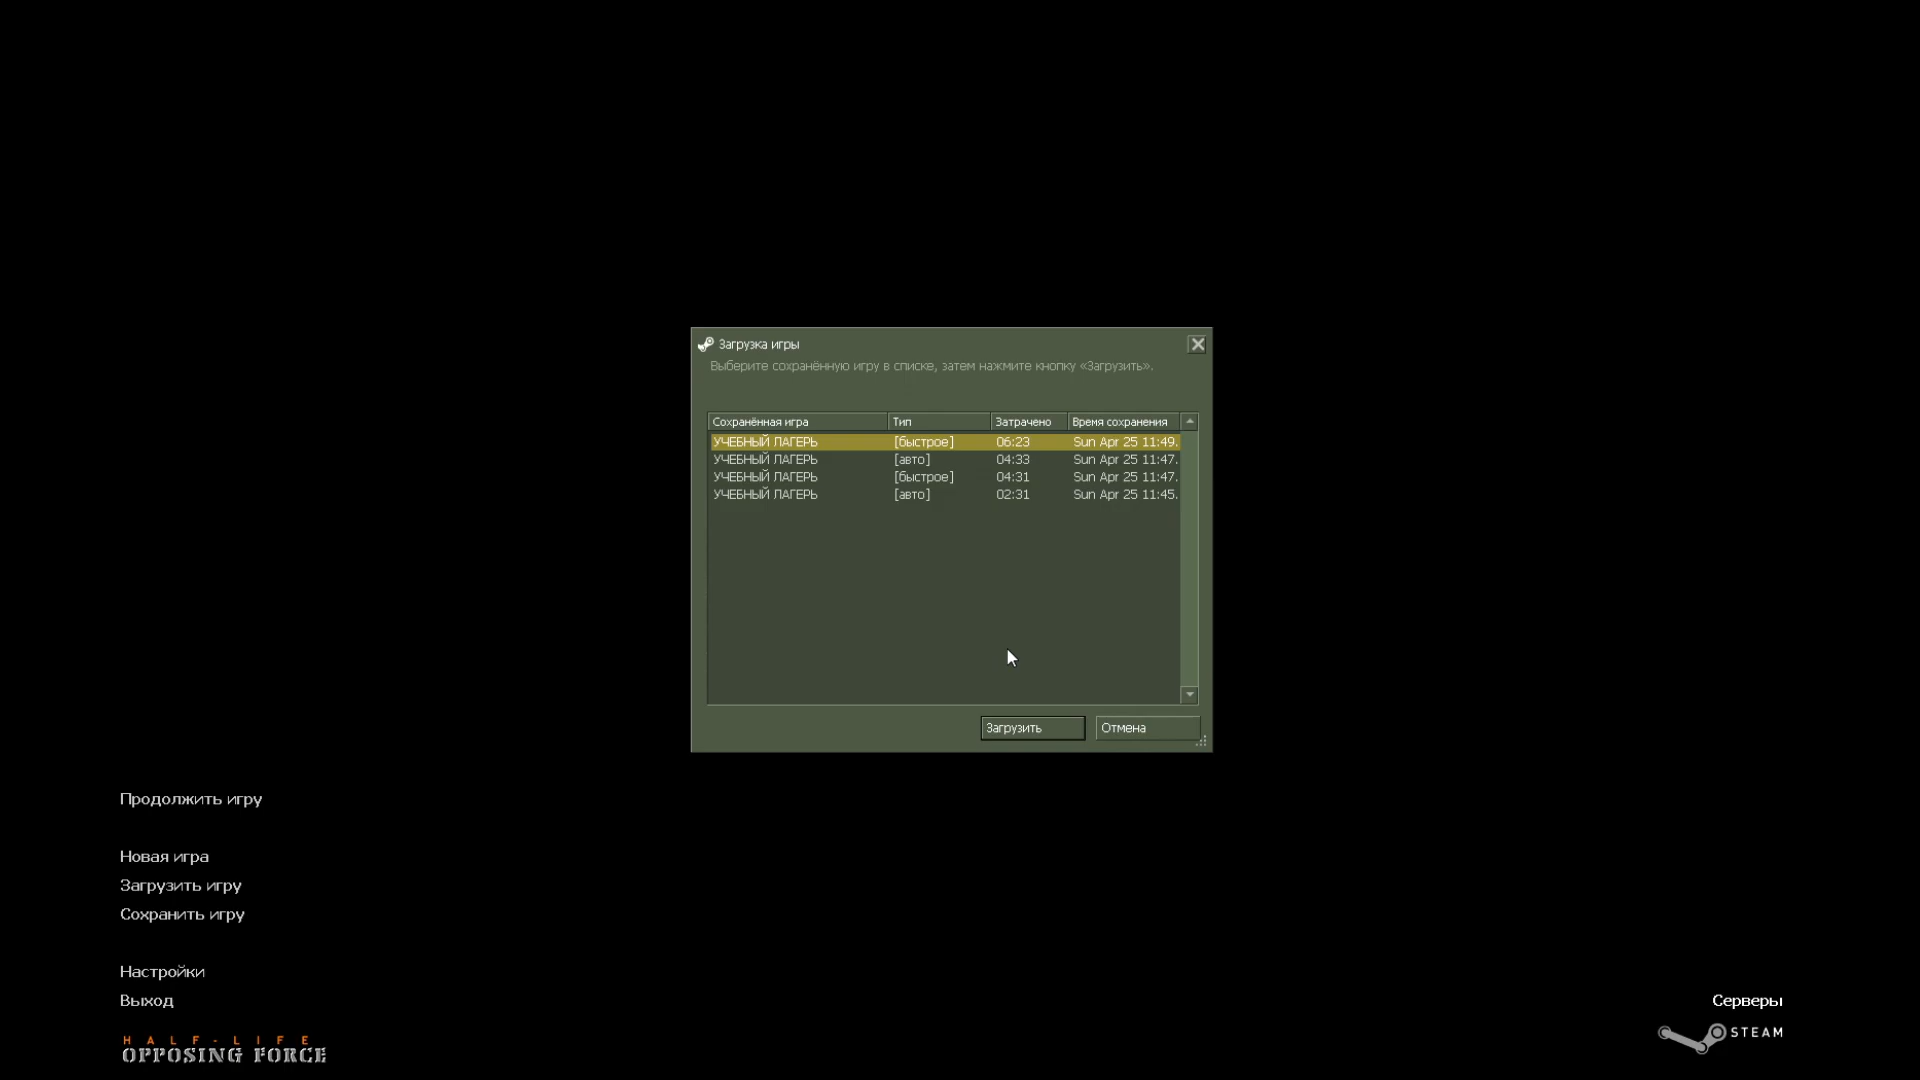 Загрузка игры
Выберите сохранённую игру в списке, затем нажмите кнопку «Загрузить».
Сохранённая игра Тип Затрачено Время сохранения
УЧЕБНЫЙ ЛАГЕРЬ [быстрое] 06:23 Sun Apr 25 11:49.
УЧЕБНЫЙ ЛАГЕРЬ [авто] 04:33 Sun Apr 25 11:47.
УЧЕБНЫЙ ЛАГЕРЬ [быстрое] 04:31 Sun Apr 25 11:47.
УЧЕБНЫЙ ЛАГЕРЬ [авто] 02:31 Sun Apr 25 11:45.
Загрузить Отмена
Продолжить игру
Новая игра
Загрузить игру
Сохранить игру
Настройки
Выход
HALF-LIFE
OPPOSING FORCE
Серверы
STEAM